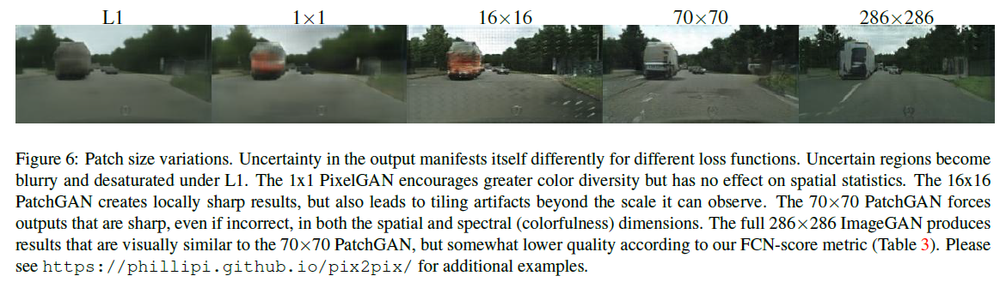 L1 1×1 16×16 70×70 286×286
Figure 6: Patch size variations. Uncertainty in the output manifests itself differently for different loss functions. Uncertain regions become
blurry and desaturated under L1. The 1x1 PixelGAN encourages greater color diversity but has no effect on spatial statistics. The 16x16
PatchGAN creates locally sharp results, but also leads to tiling artifacts beyond the scale it can observe. The 70×70 PatchGAN forces
outputs that are sharp, even if incorrect, in both the spatial and spectral (colorfulness) dimensions. The full 286×286 ImageGAN produces
results that are visually similar to the 70×70 PatchGAN, but somewhat lower quality according to our FCN-score metric (Table 3). Please
see https://phillipi.github.io/pix2pix/ for additional examples.